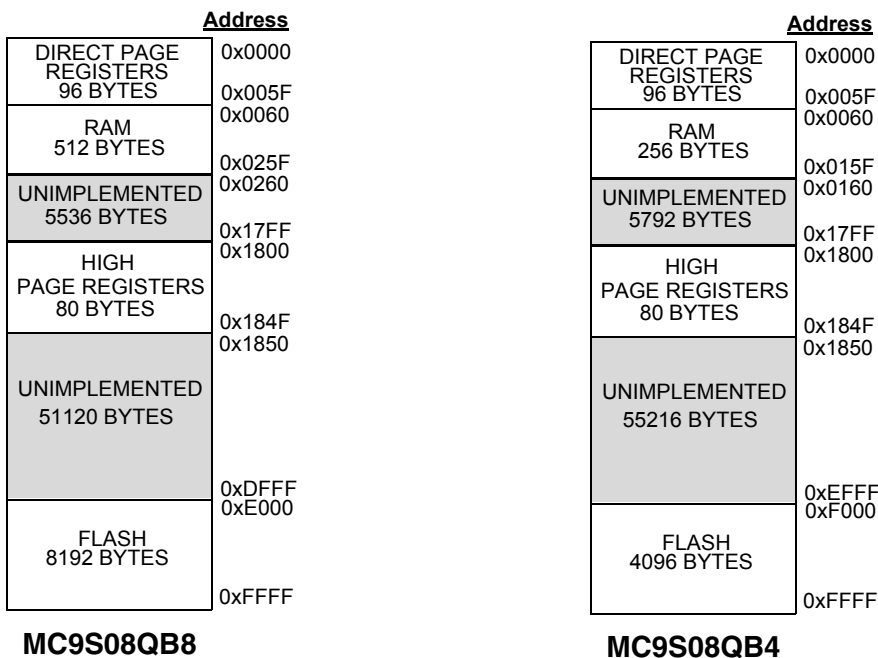 Address
DIRECT PAGE
REGISTERS
96 BYTES
0x0000
0x005F
RAM
512 BYTES
0x0060
0x025F
UNIMPLEMENTED
5536 BYTES
0x0260
0x17FF
HIGH
PAGE REGISTERS
80 BYTES
0x1800
0x184F
UNIMPLEMENTED
51120 BYTES
0x1850
0xDFFF
FLASH
8192 BYTES
0xE000
0xFFFF
MC9S08QB8
Address
DIRECT PAGE
REGISTERS
96 BYTES
0x0000
0x005F
RAM
256 BYTES
0x0060
0x015F
UNIMPLEMENTED
5792 BYTES
0x0160
0x17FF
HIGH
PAGE REGISTERS
80 BYTES
0x1800
0x184F
UNIMPLEMENTED
55216 BYTES
0x1850
0xEFFF
FLASH
4096 BYTES
0xF000
0xFFFF
MC9S08QB4